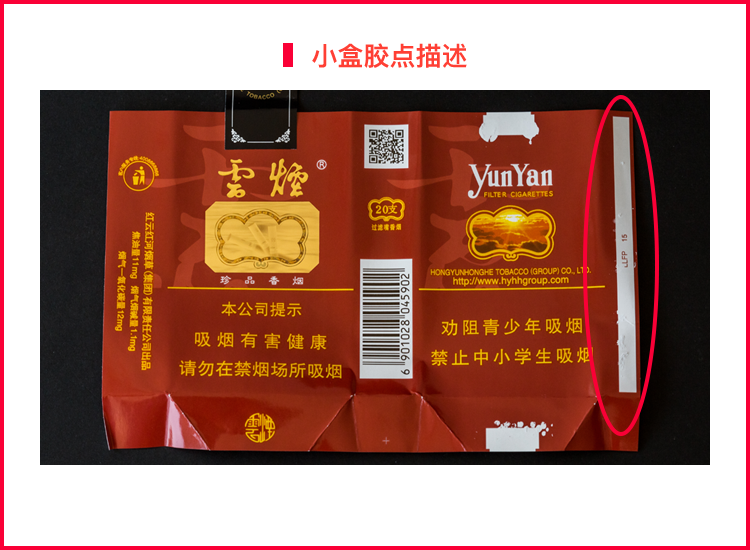 小盒胶点描述
TOBACCO
雲煙®
珍品香烟
本公司提示
吸烟有害健康
请勿在禁烟场所吸烟
红云红河烟草(集团)有限责任公司出品
焦油量11mg 烟气烟碱量1.1mg
烟气一氧化碳量12mg
20支
过滤嘴香烟
6 901028 045902
YunYan
FILTER·CIGARETTES
HONGYUNHONGHE TOBACCO (GROUP) CO., LTD.
http://www.hyhhgroup.com
劝阻青少年吸烟
禁止中小学生吸烟
LLFP 15